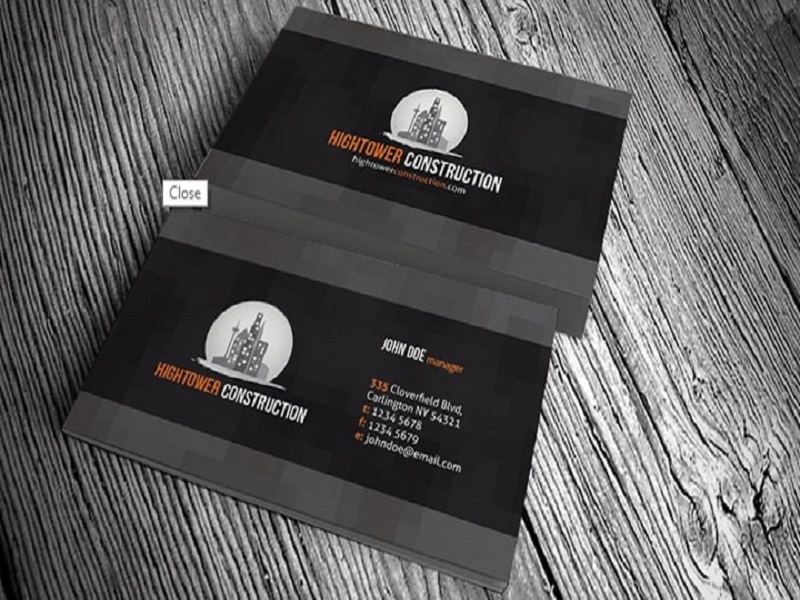 HIGHTOWER CONSTRUCTION
hightowerconstruction.com
Close
HIGHTOWER CONSTRUCTION
JOHN DOE manager
335 Cloverfield Blvd,
Carlington NV 54321
t: 1234 5678
f: 1234 5679
e: johndoe@email.com